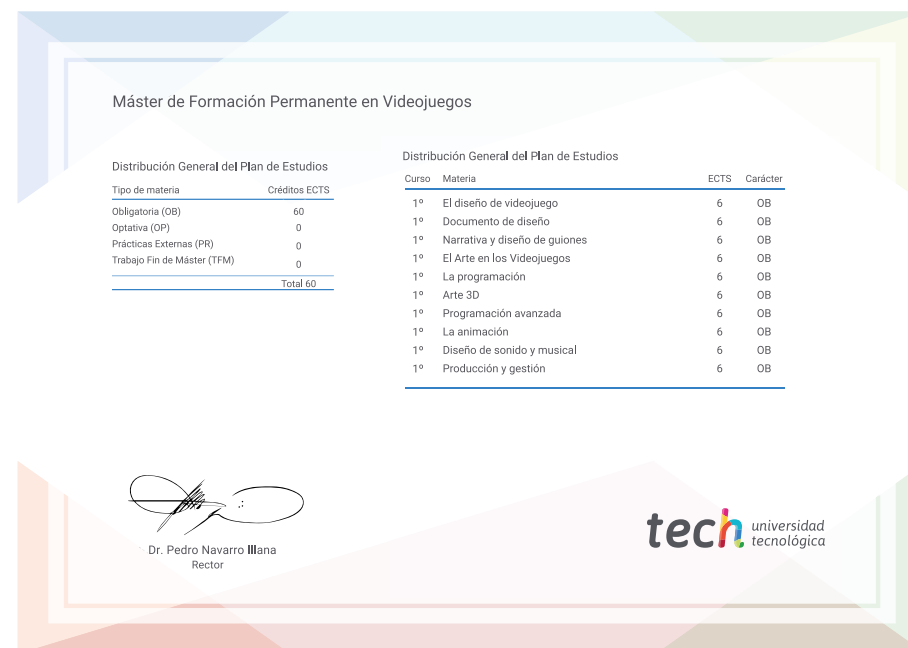 Máster de Formación Permanente en Videojuegos
Distribución General del Plan de Estudios
Tipo de materia Créditos ECTS
Obligatoria (OB) 60
Optativa (OP) 0
Prácticas Externas (PR) 0
Trabajo Fin de Máster (TFM) 0
Total 60
Distribución General del Plan de Estudios
Curso Materia ECTS Carácter
1º El diseño de videojuego 6 OB
1º Documento de diseño 6 OB
1º Narrativa y diseño de guiones 6 OB
1º El Arte en los Videojuegos 6 OB
1º La programación 6 OB
1º Arte 3D 6 OB
1º Programación avanzada 6 OB
1º La animación 6 OB
1º Diseño de sonido y musical 6 OB
1º Producción y gestión 6 OB
Dr. Pedro Navarro Illana
Rector
tech universidad
tecnológica